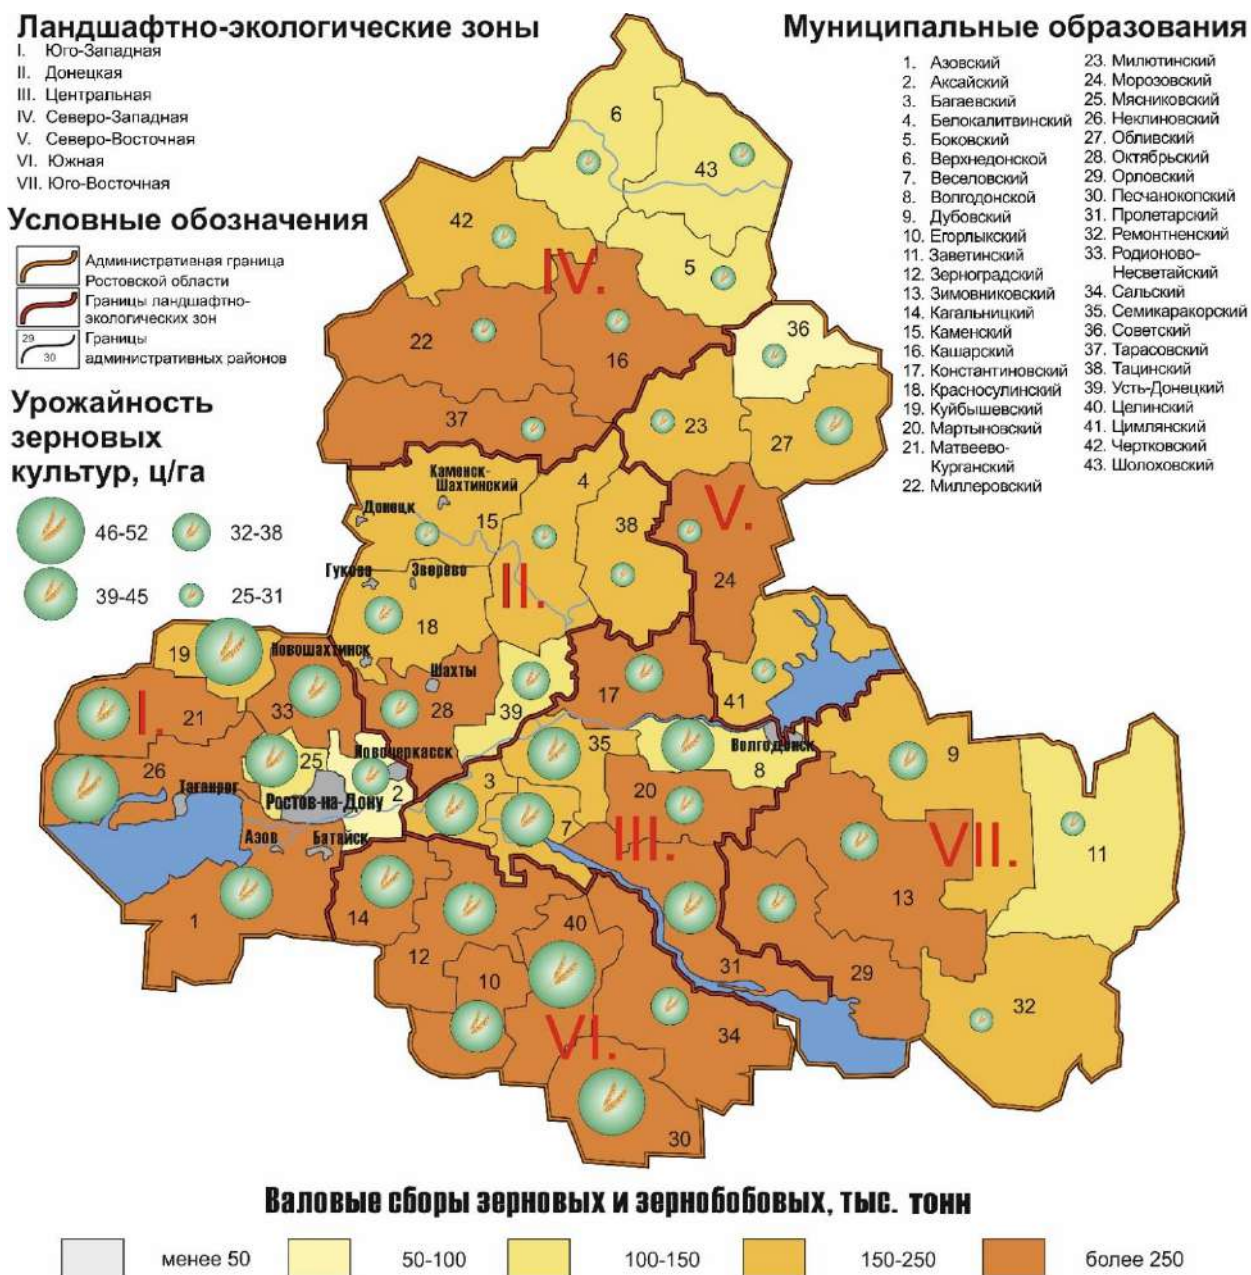 Ландшафтно-экологические зоны
I. Юго-Западная
II. Донецкая
III. Центральная
IV. Северо-Западная
V. Северо-Восточная
VI. Южная
VII. Юго-Восточная
Условные обозначения
Административная граница
Ростовской области
Границы ландшафтно-
экологических зон
29
30
Границы
административных районов
Урожайность
зерновых
культур, ц/га
46-52
32-38
39-45
25-31
Муниципальные образования
1. Азовский
2. Аксайский
3. Багаевский
4. Белокалитвинский
5. Боковский
6. Верхнедонской
7. Веселовский
8. Волгодонской
9. Дубовский
10. Егорлыкский
11. Заветинский
12. Зерноградский
13. Зимовниковский
14. Кагальницкий
15. Каменский
16. Кашарский
17. Константиновский
18. Красносулинский
19. Куйбышевский
20. Мартыновский
21. Матвеево-
Курганский
22. Миллеровский
23. Милютинский
24. Морозовский
25. Мясниковский
26. Неклиновский
27. Обливский
28. Октябрьский
29. Орловский
30. Песчанокопский
31. Пролетарский
32. Ремонтненский
33. Родионово-
Несветайский
34. Сальский
35. Семикаракорский
36. Советский
37. Тарасовский
38. Тацинский
39. Усть-Донецкий
40. Целинский
41. Цимлянский
42. Чертковский
43. Шолоховский
6
43
42
IV.
5
36
22
16
37
23
27
Каменск-
Шахтинский
4
Донецк
15
38
V.
24
Гуково
Зверево
II.
18
19
Новошахтинск
Шахты
I.
21
33
28
39
17
41
Новочеркасск
35
Волгодонск
8
9
25
26
Таганрог
Ростов-на-Дону
2
3
20
7
Азов
Батайск
III.
VII.
11
1
14
40
13
12
10
31
29
32
VI.
34
30
Валовые сборы зерновых и зернобобовых, тыс. тонн
менее 50
50-100
100-150
150-250
более 250